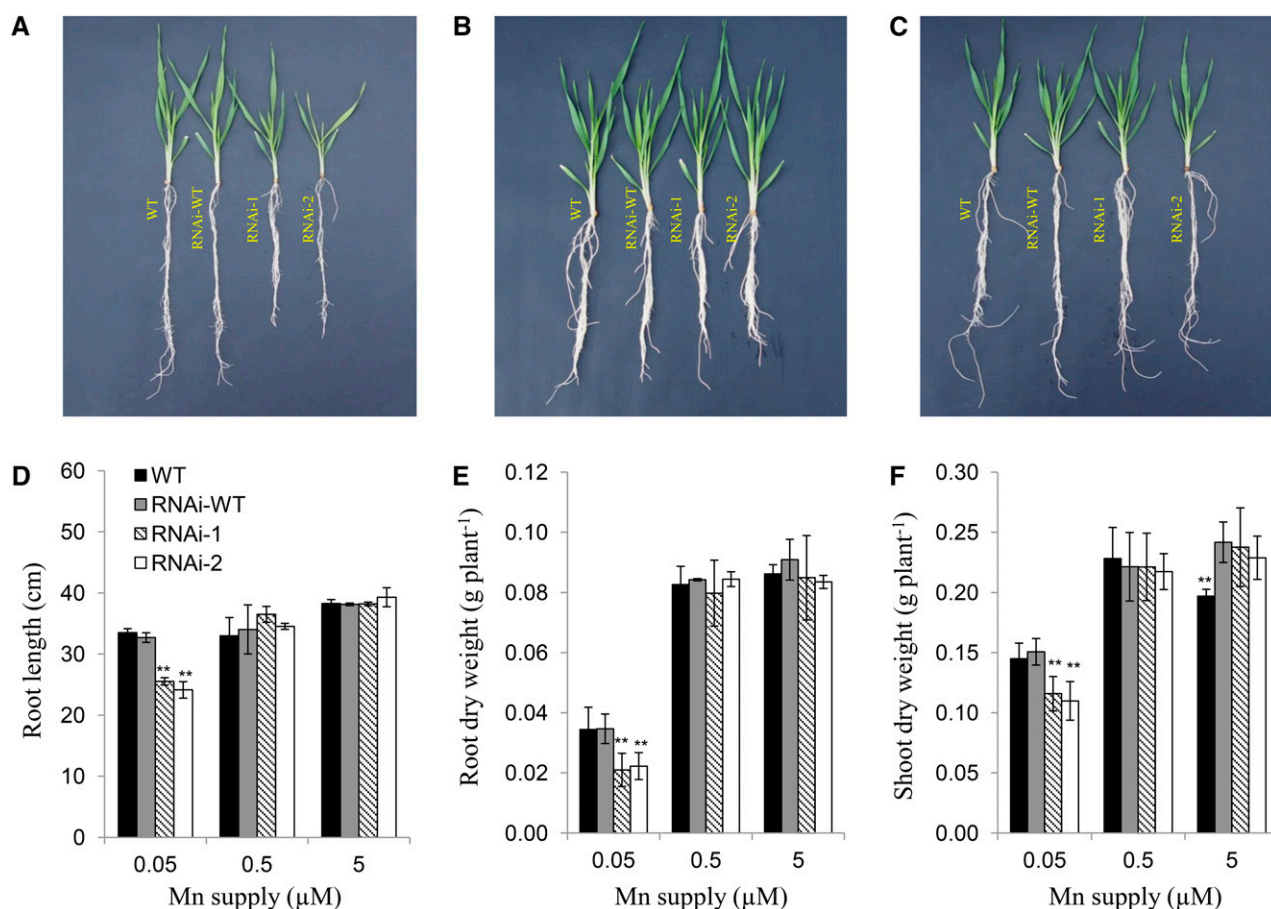 A
B
C
WT
RNAi-WT
RNAi-1
RNAi-2
WT
RNAi-WT
RNAi-1
RNAi-2
WT
RNAi-WT
RNAi-1
RNAi-2
D
Root length (cm)
60
50
40
30
20
10
0
WT
RNAi-WT
RNAi-1
RNAi-2
** **
0.05 0.5 5
Mn supply (µM)
E
Root dry weight (g plant⁻¹)
0.12
0.10
0.08
0.06
0.04
0.02
0.00
** **
0.05 0.5 5
Mn supply (µM)
F
Shoot dry weight (g plant⁻¹)
0.30
0.25
0.20
0.15
0.10
0.05
0.00
** ** **
0.05 0.5 5
Mn supply (µM)